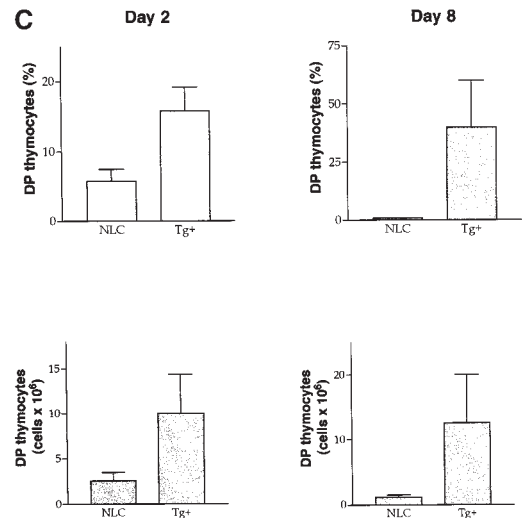 C
Day 2
Day 8
DP thymocytes (%)
20
10
0
NLC Tg+
DP thymocytes (%)
75
50
25
0
NLC Tg+
DP thymocytes
(cells x 10⁶)
15
10
5
0
NLC Tg+
DP thymocytes
(cells x 10⁶)
20
10
0
NLC Tg+